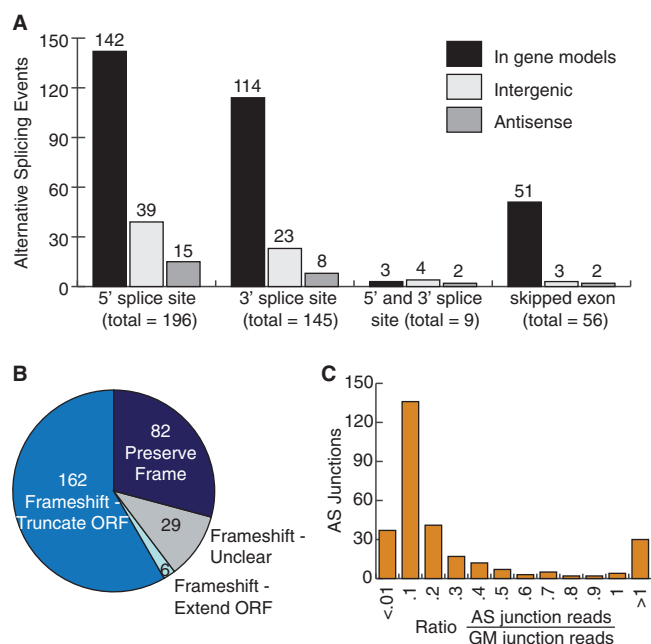 A
Alternative Splicing Events
150
120
90
60
30
0
142
39
15
114
23
8
3
4
2
51
3
2
In gene models
Intergenic
Antisense
5' splice site
(total = 196)
3' splice site
(total = 145)
5' and 3' splice
site (total = 9)
skipped exon
(total = 56)
B
82
Preserve
Frame
162
Frameshift -
Truncate ORF
29
Frameshift -
Unclear
6
Frameshift -
Extend ORF
C
AS Junctions
150
120
90
60
30
0
<.01
.1
.2
.3
.4
.5
.6
.7
.8
.9
1
>1
Ratio
AS junction reads
GM junction reads